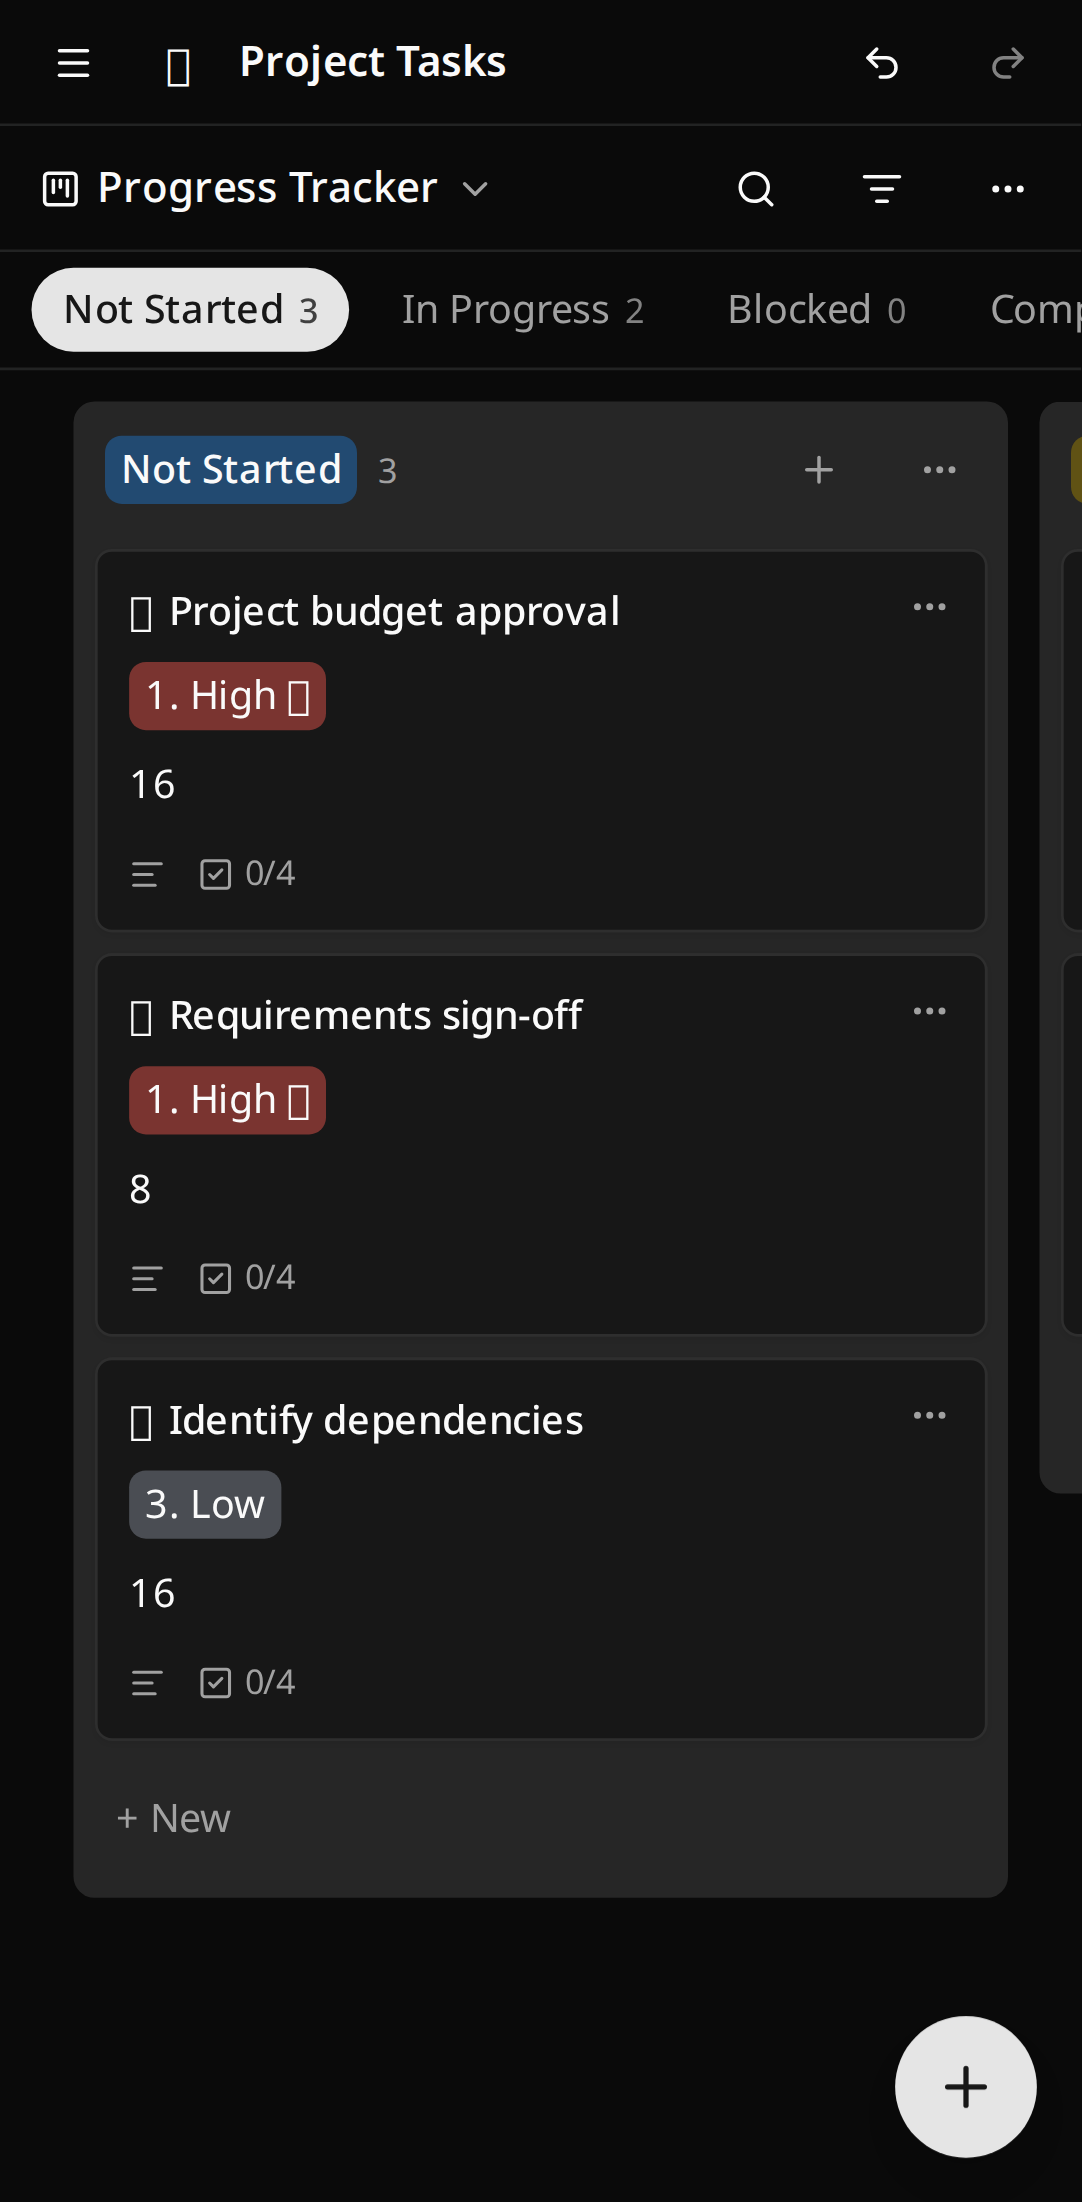 Project Tasks
Progress Tracker
Not Started 3 In Progress 2 Blocked 0 Comp
Not Started 3
Project budget approval
1. High
16
0/4
Requirements sign-off
1. High
8
0/4
Identify dependencies
3. Low
16
0/4
+ New